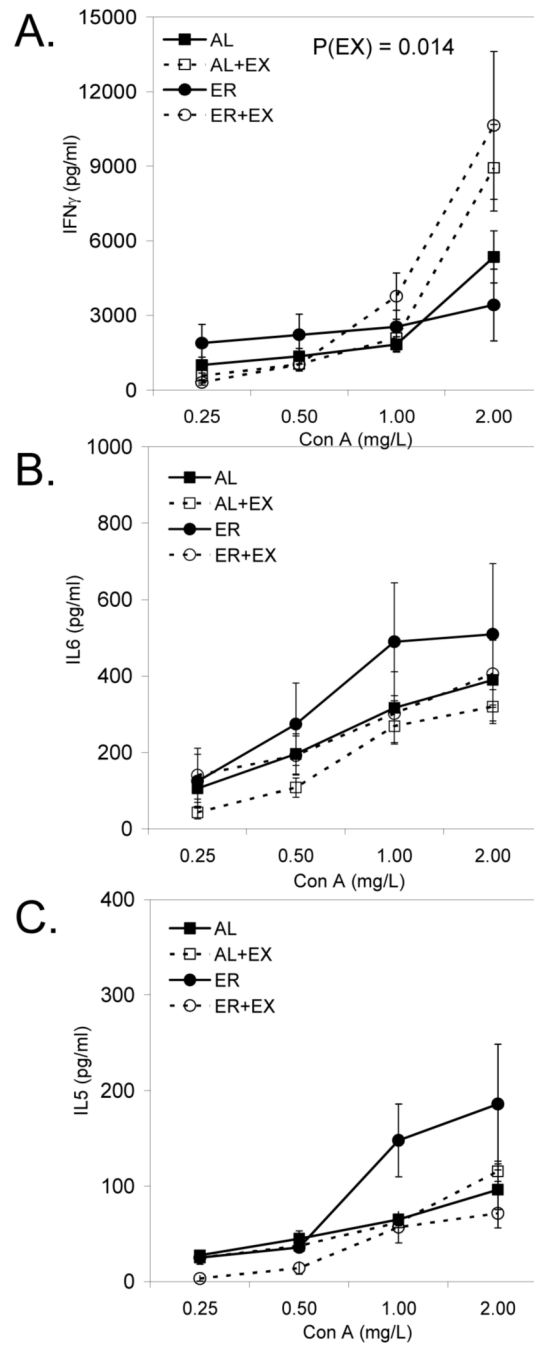 A.
15000
12000
9000
6000
3000
0
IFNγ (pg/ml)
AL
AL+EX
ER
ER+EX
P(EX) = 0.014
0.25 0.50 1.00 2.00
Con A (mg/L)
B.
1000
800
600
400
200
0
IL6 (pg/ml)
AL
AL+EX
ER
ER+EX
0.25 0.50 1.00 2.00
Con A (mg/L)
C.
400
300
200
100
0
IL5 (pg/ml)
AL
AL+EX
ER
ER+EX
0.25 0.50 1.00 2.00
Con A (mg/L)